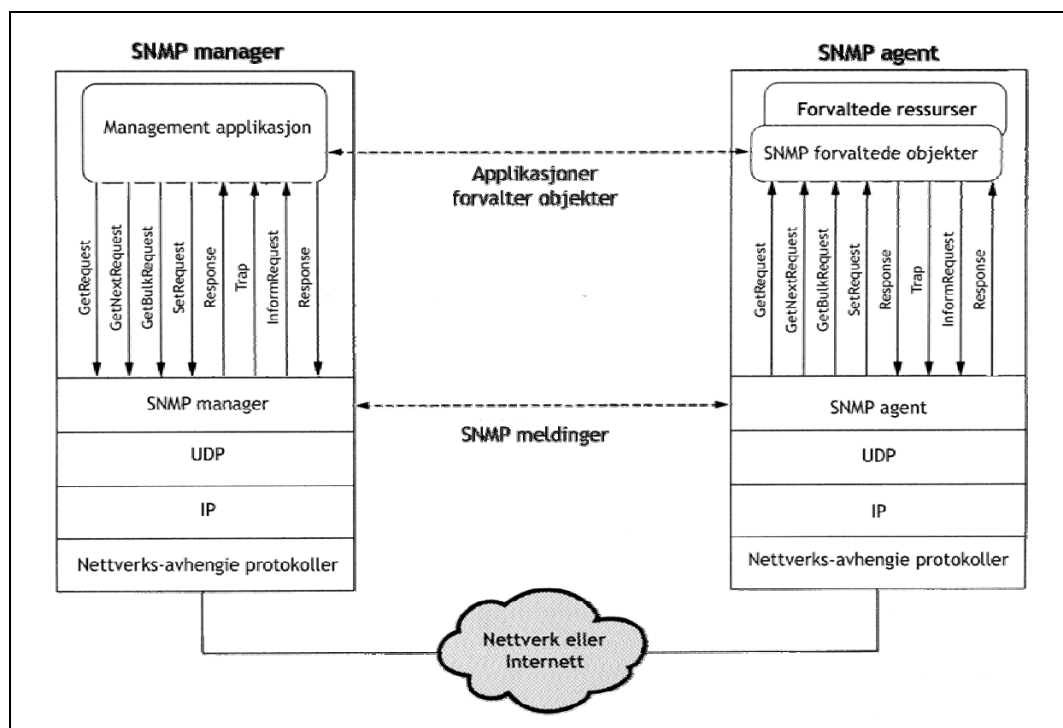 SNMP manager
Management applikasjon
GetRequest
GetNextRequest
GetBulkRequest
SetRequest
Response
Trap
InformRequest
Response
SNMP manager
UDP
IP
Nettverks-avhengie protokoller
Applikasjoner
forvalter objekter
SNMP meldinger
SNMP agent
Forvaltede ressurser
SNMP forvaltede objekter
GetRequest
GetNextRequest
GetBulkRequest
SetRequest
Response
Trap
InformRequest
Response
SNMP agent
UDP
IP
Nettverks-avhengie protokoller
Nettverk eller
Internett